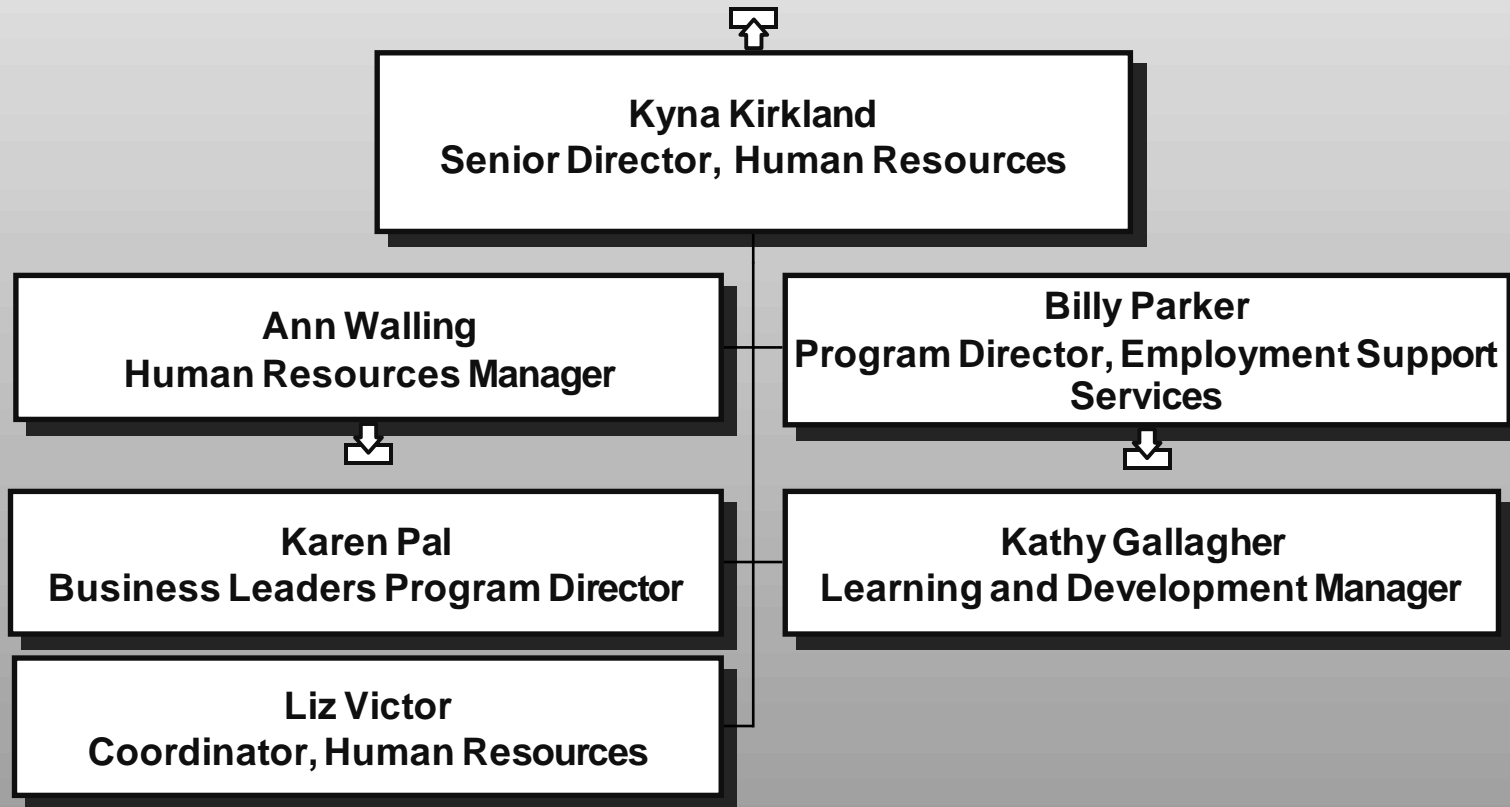 Kyna Kirkland
Senior Director, Human Resources
Ann Walling
Human Resources Manager
Billy Parker
Program Director, Employment Support
Services
Karen Pal
Business Leaders Program Director
Kathy Gallagher
Learning and Development Manager
Liz Victor
Coordinator, Human Resources